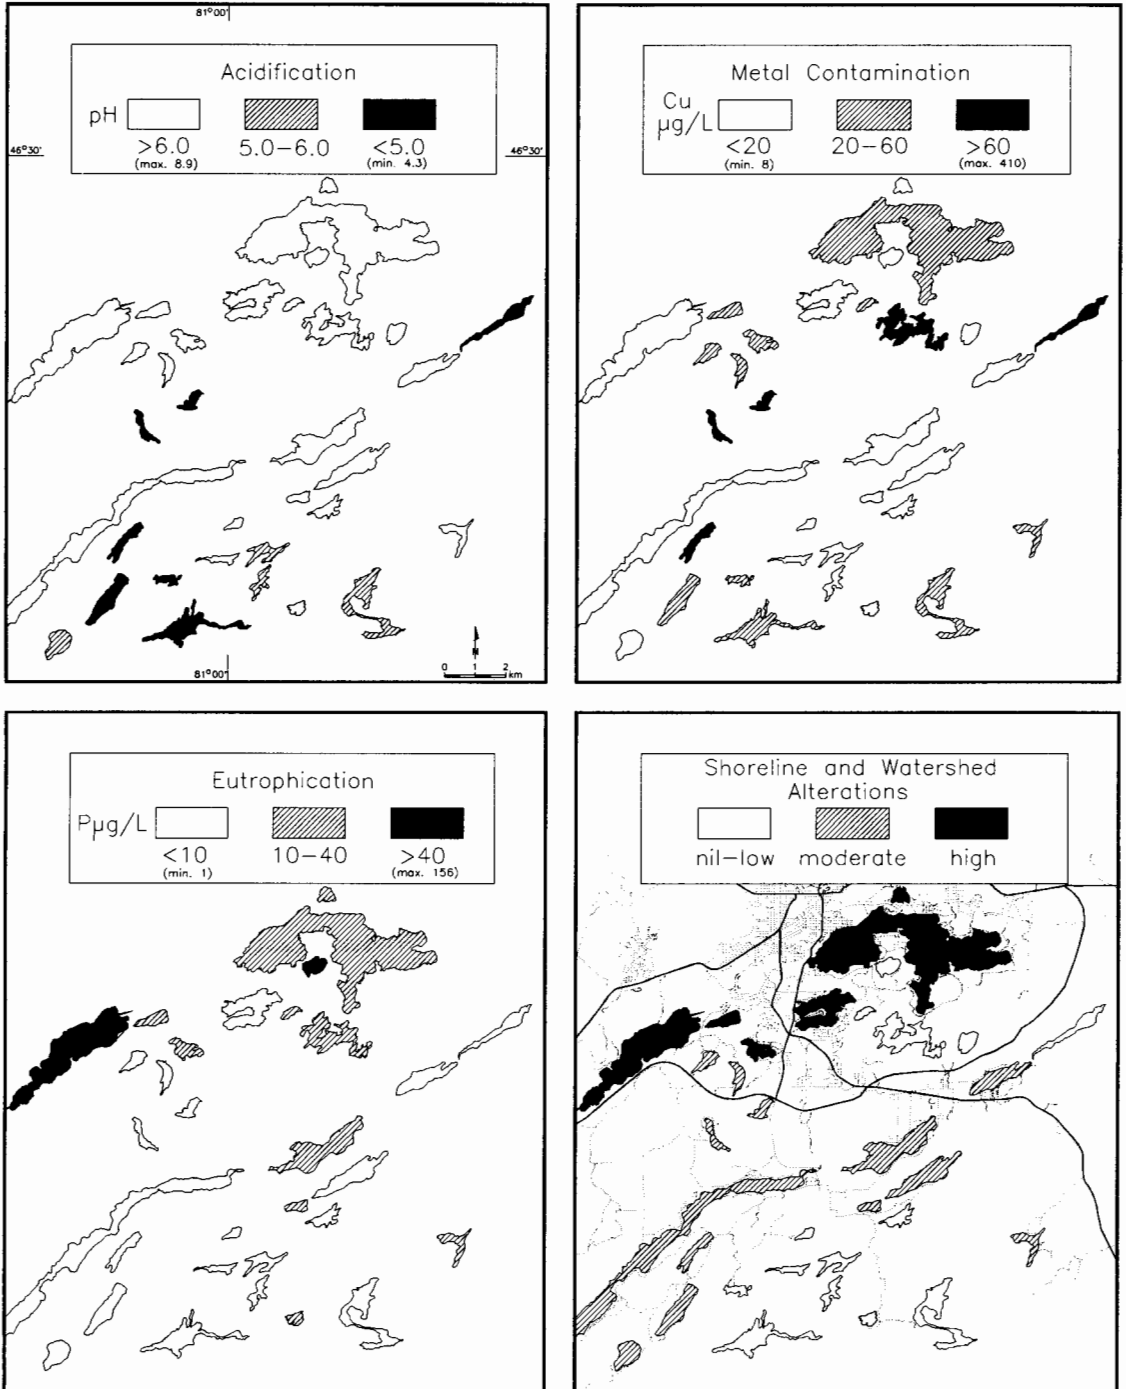 81°00'
Acidification
pH
>6.0
5.0–6.0
<5.0
(max. 8.9)
(min. 4.3)
46°30'
46°30'
81°00'
N
0 1 2
km
Metal Contamination
Cu
µg/L
<20
20–60
>60
(min. 8)
(max. 410)
Eutrophication
Pµg/L
<10
10–40
>40
(min. 1)
(max. 156)
Shoreline and Watershed
Alterations
nil–low
moderate
high